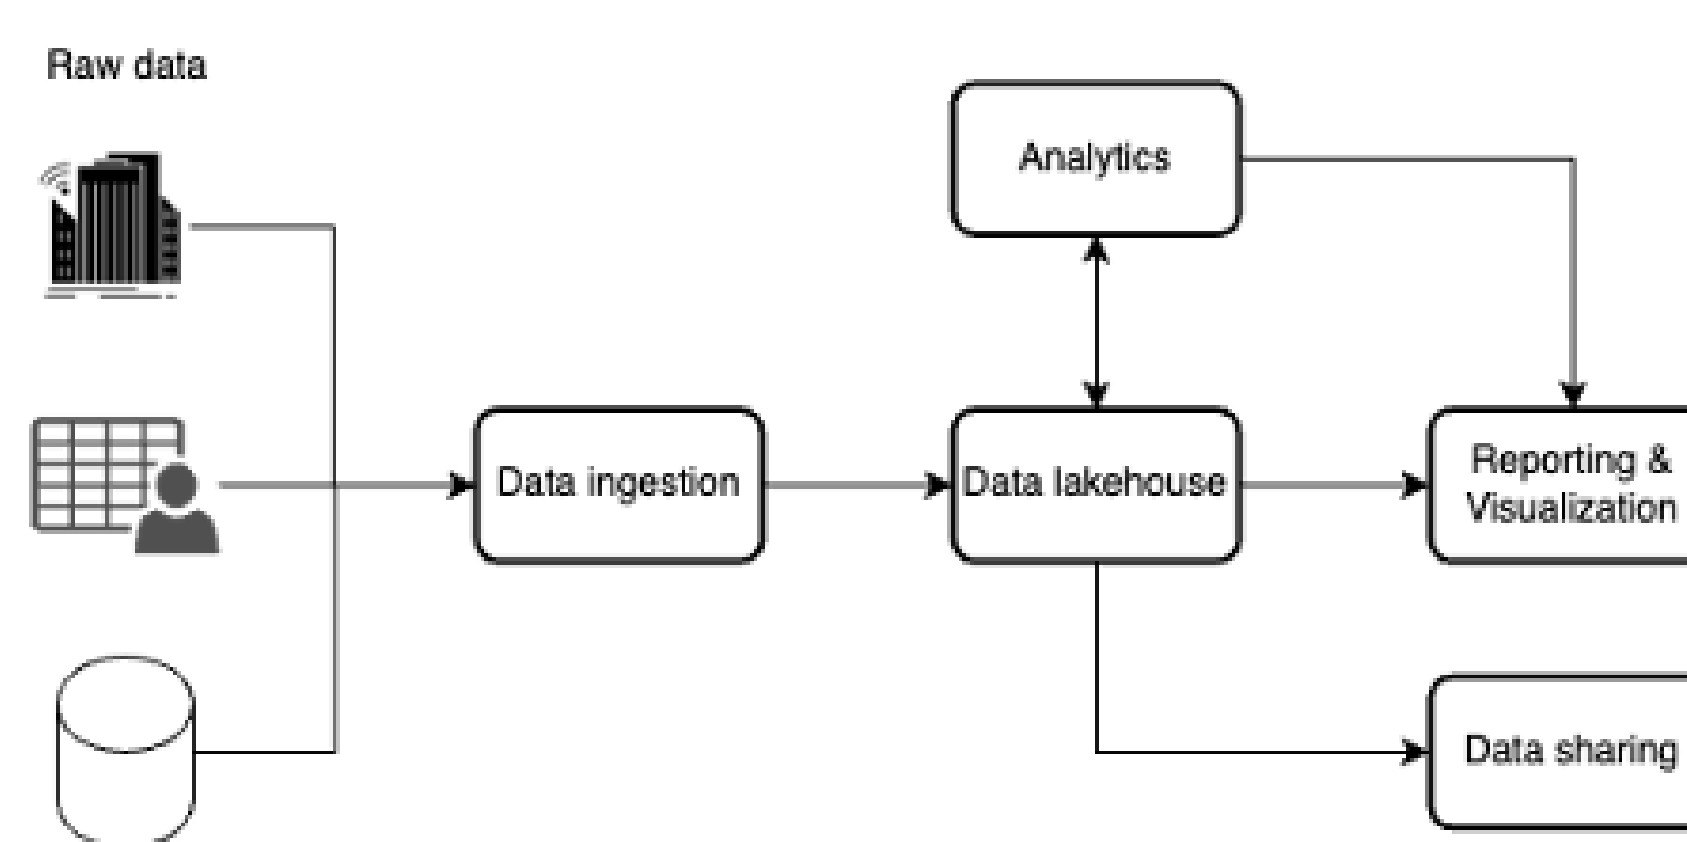 Raw data
Analytics
Data ingestion
Data lakehouse
Reporting &
Visualization
Data sharing